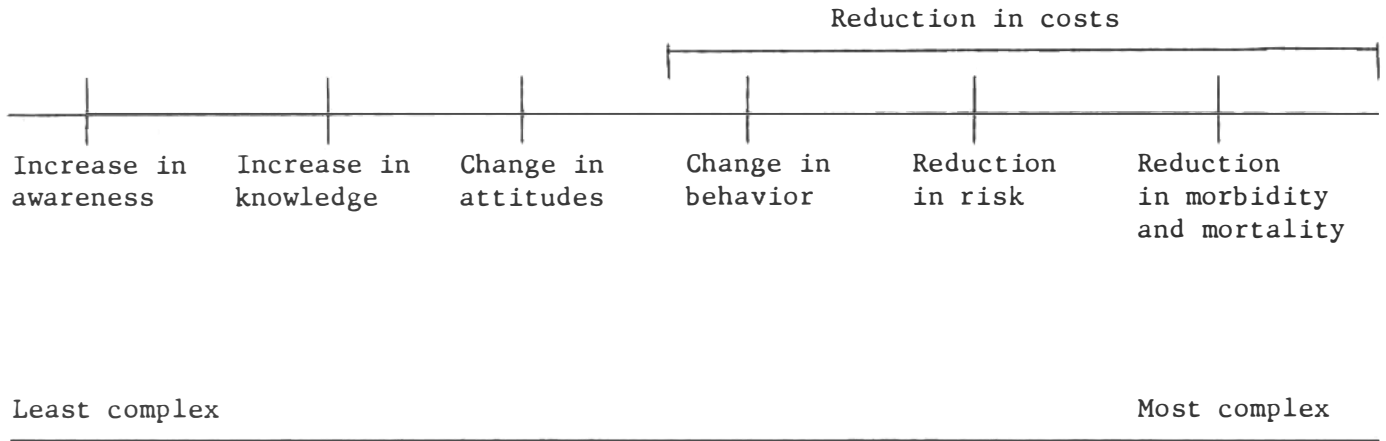 Reduction in costs
Increase in awareness
Increase in knowledge
Change in attitudes
Change in behavior
Reduction in risk
Reduction in morbidity and mortality
Least complex
Most complex